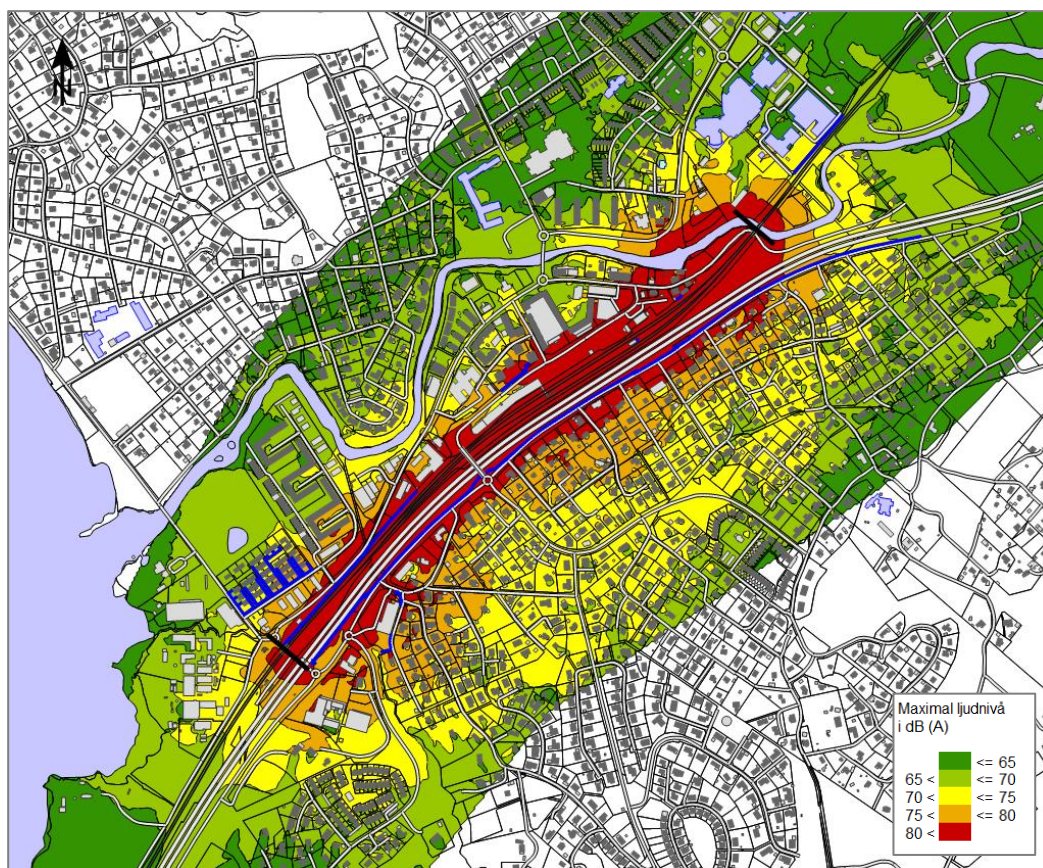 N
Maximal ljudnivå
i dB (A)
<= 65
65 < <= 70
70 < <= 75
75 < <= 80
80 <